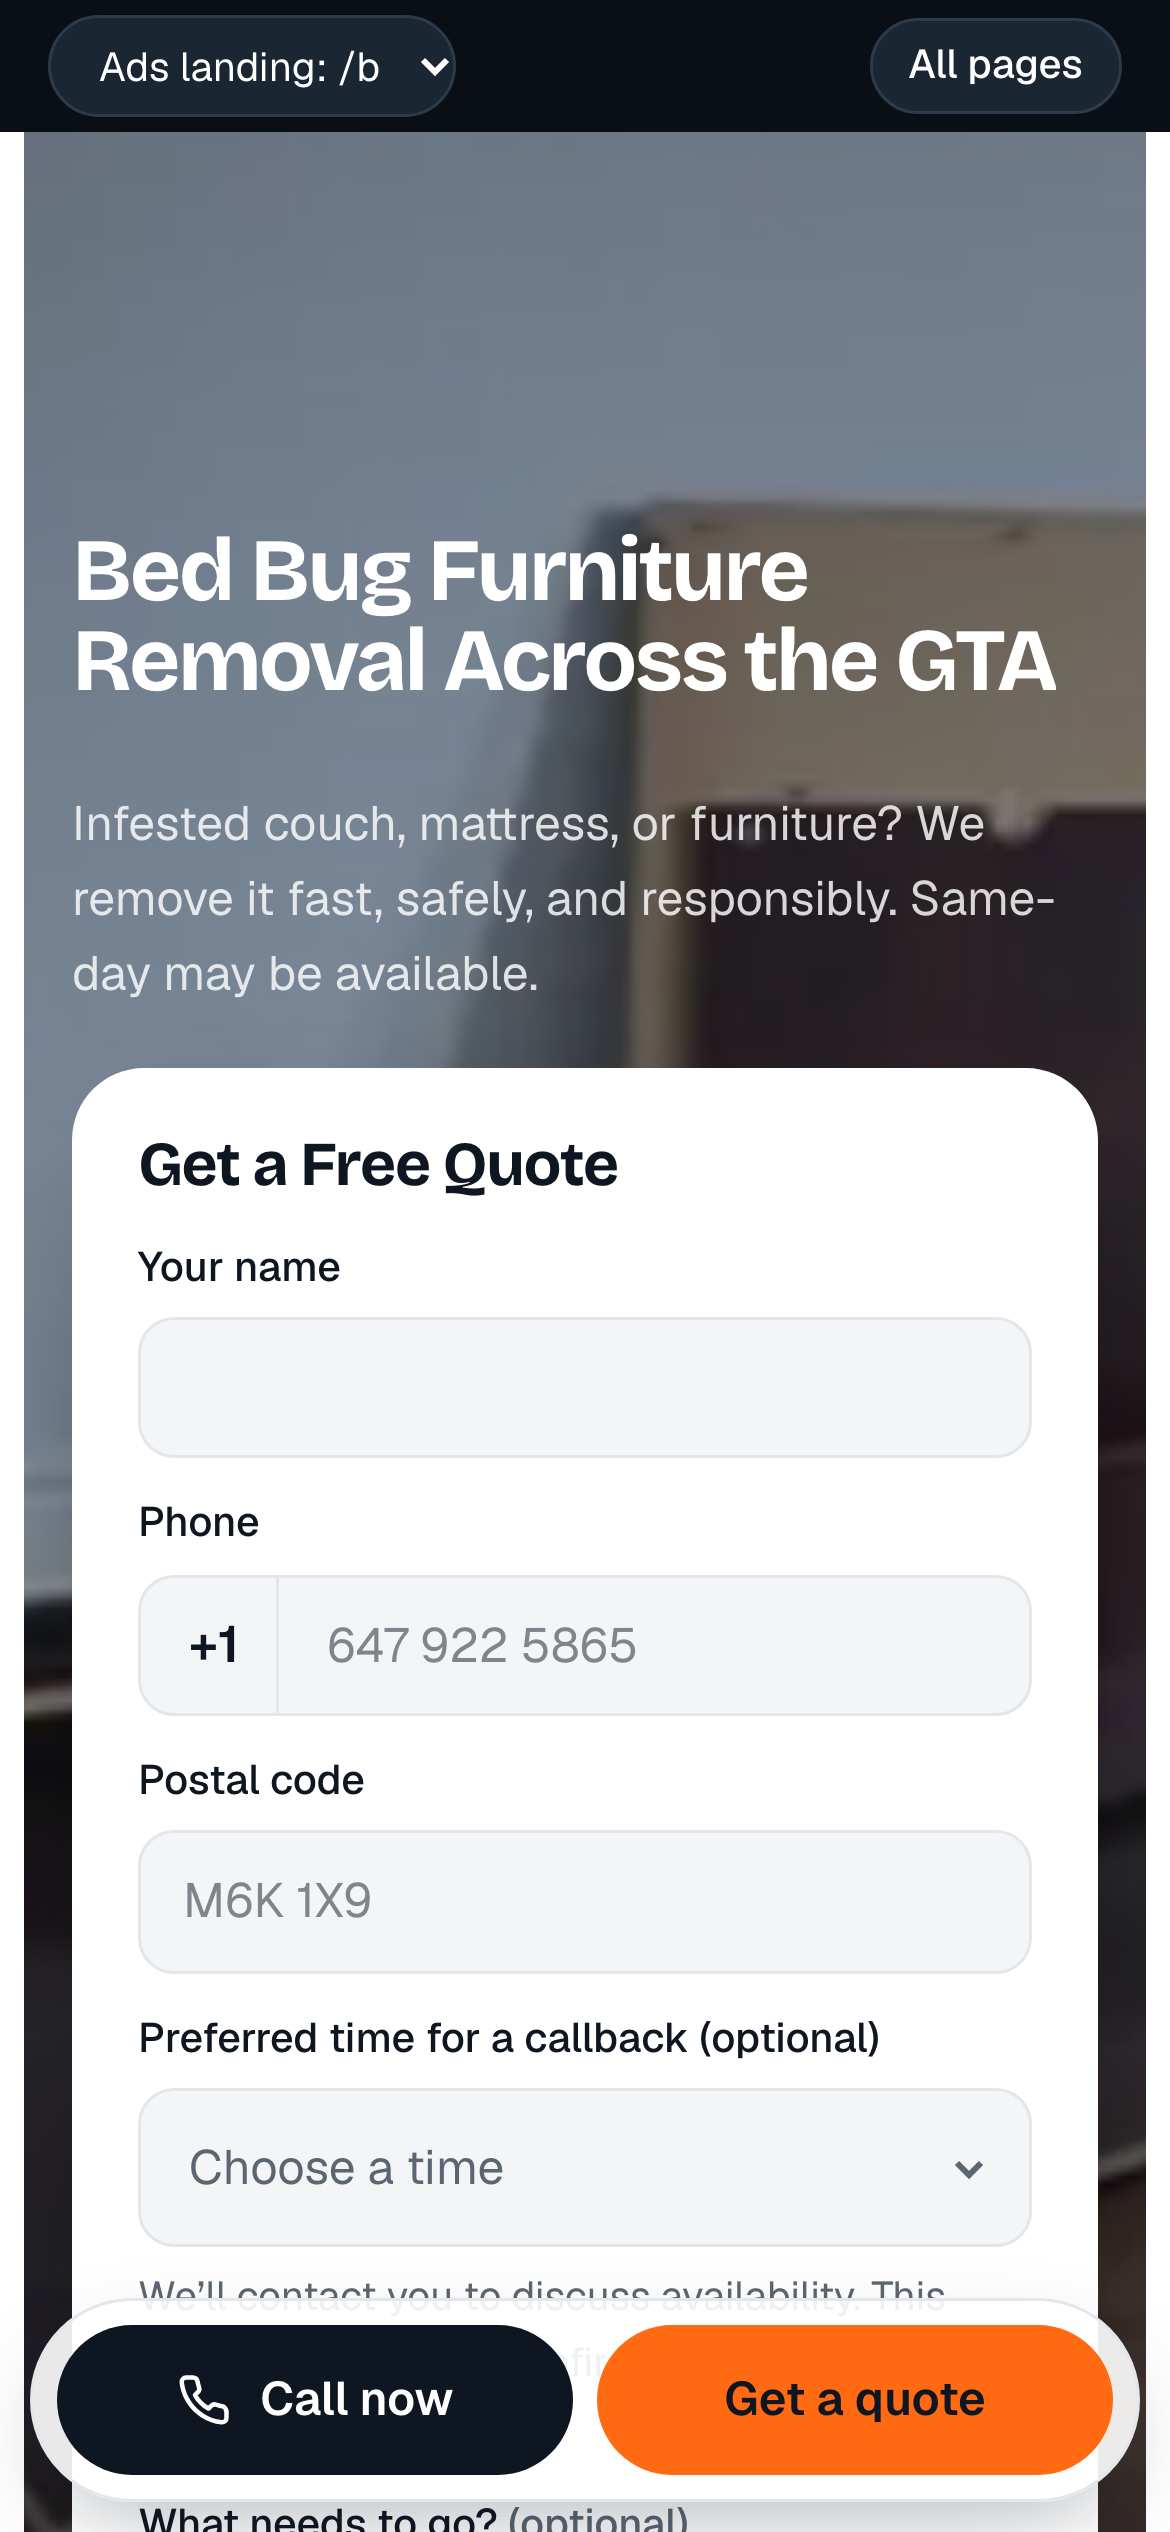 Ads landing: /b
All pages
Bed Bug Furniture
Removal Across the GTA
Infested couch, mattress, or furniture? We
remove it fast, safely, and responsibly. Same-
day may be available.
Get a Free Quote
Your name
Phone
+1 647 922 5865
Postal code
M6K 1X9
Preferred time for a callback (optional)
Choose a time
We’ll contact you to discuss availability. This
Call now
Get a quote
What needs to go? (optional)